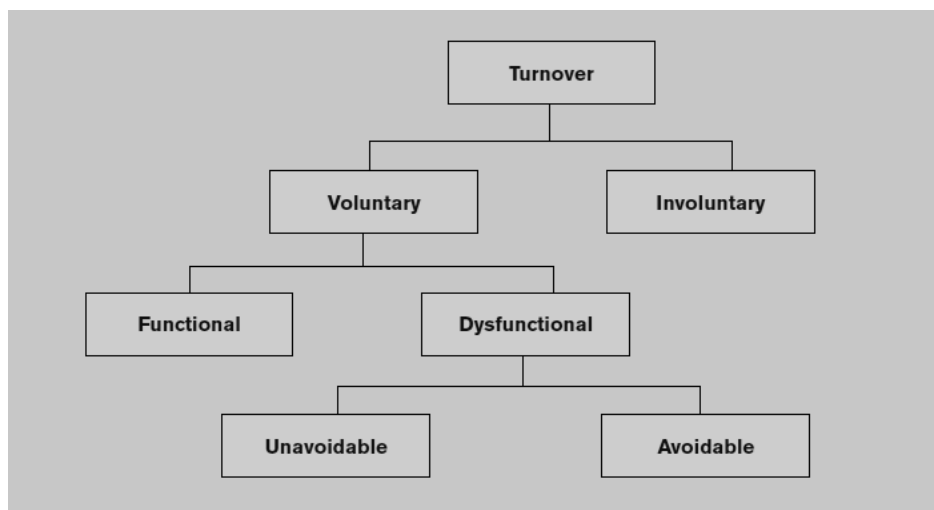 Turnover
Voluntary
Involuntary
Functional
Dysfunctional
Unavoidable
Avoidable